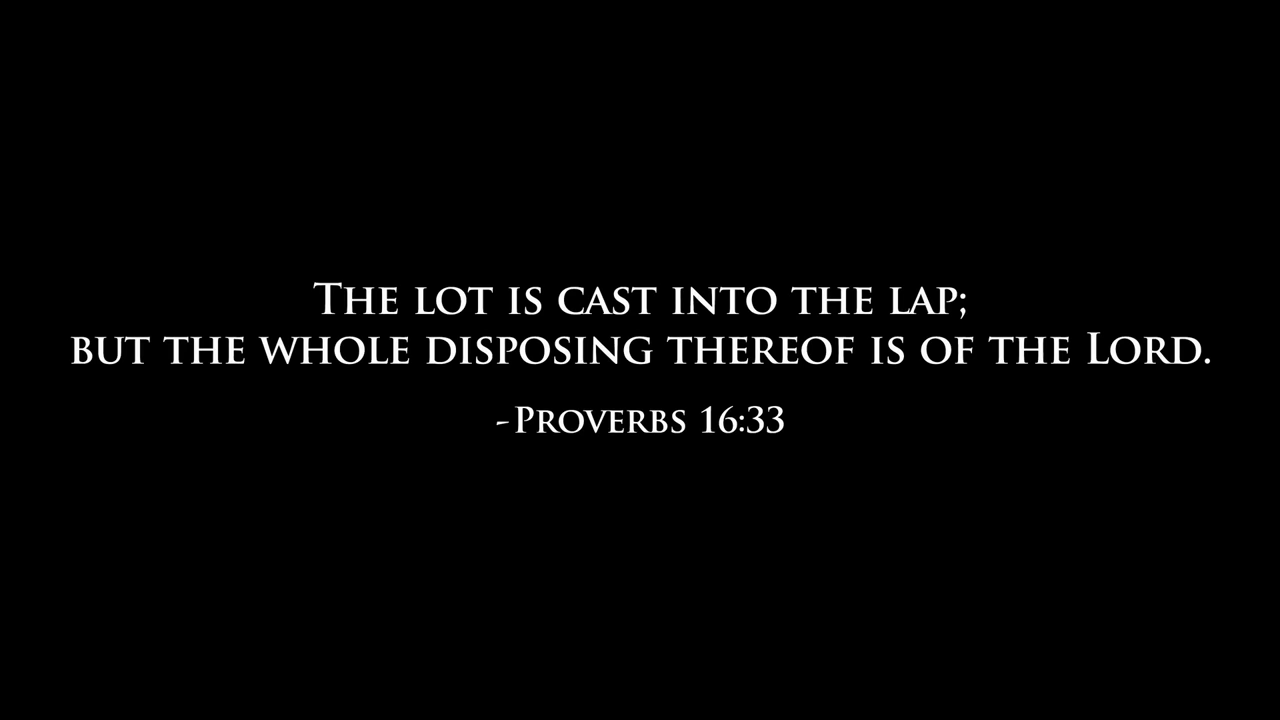 The lot is cast into the lap;
but the whole disposing thereof is of the Lord.
-Proverbs 16:33